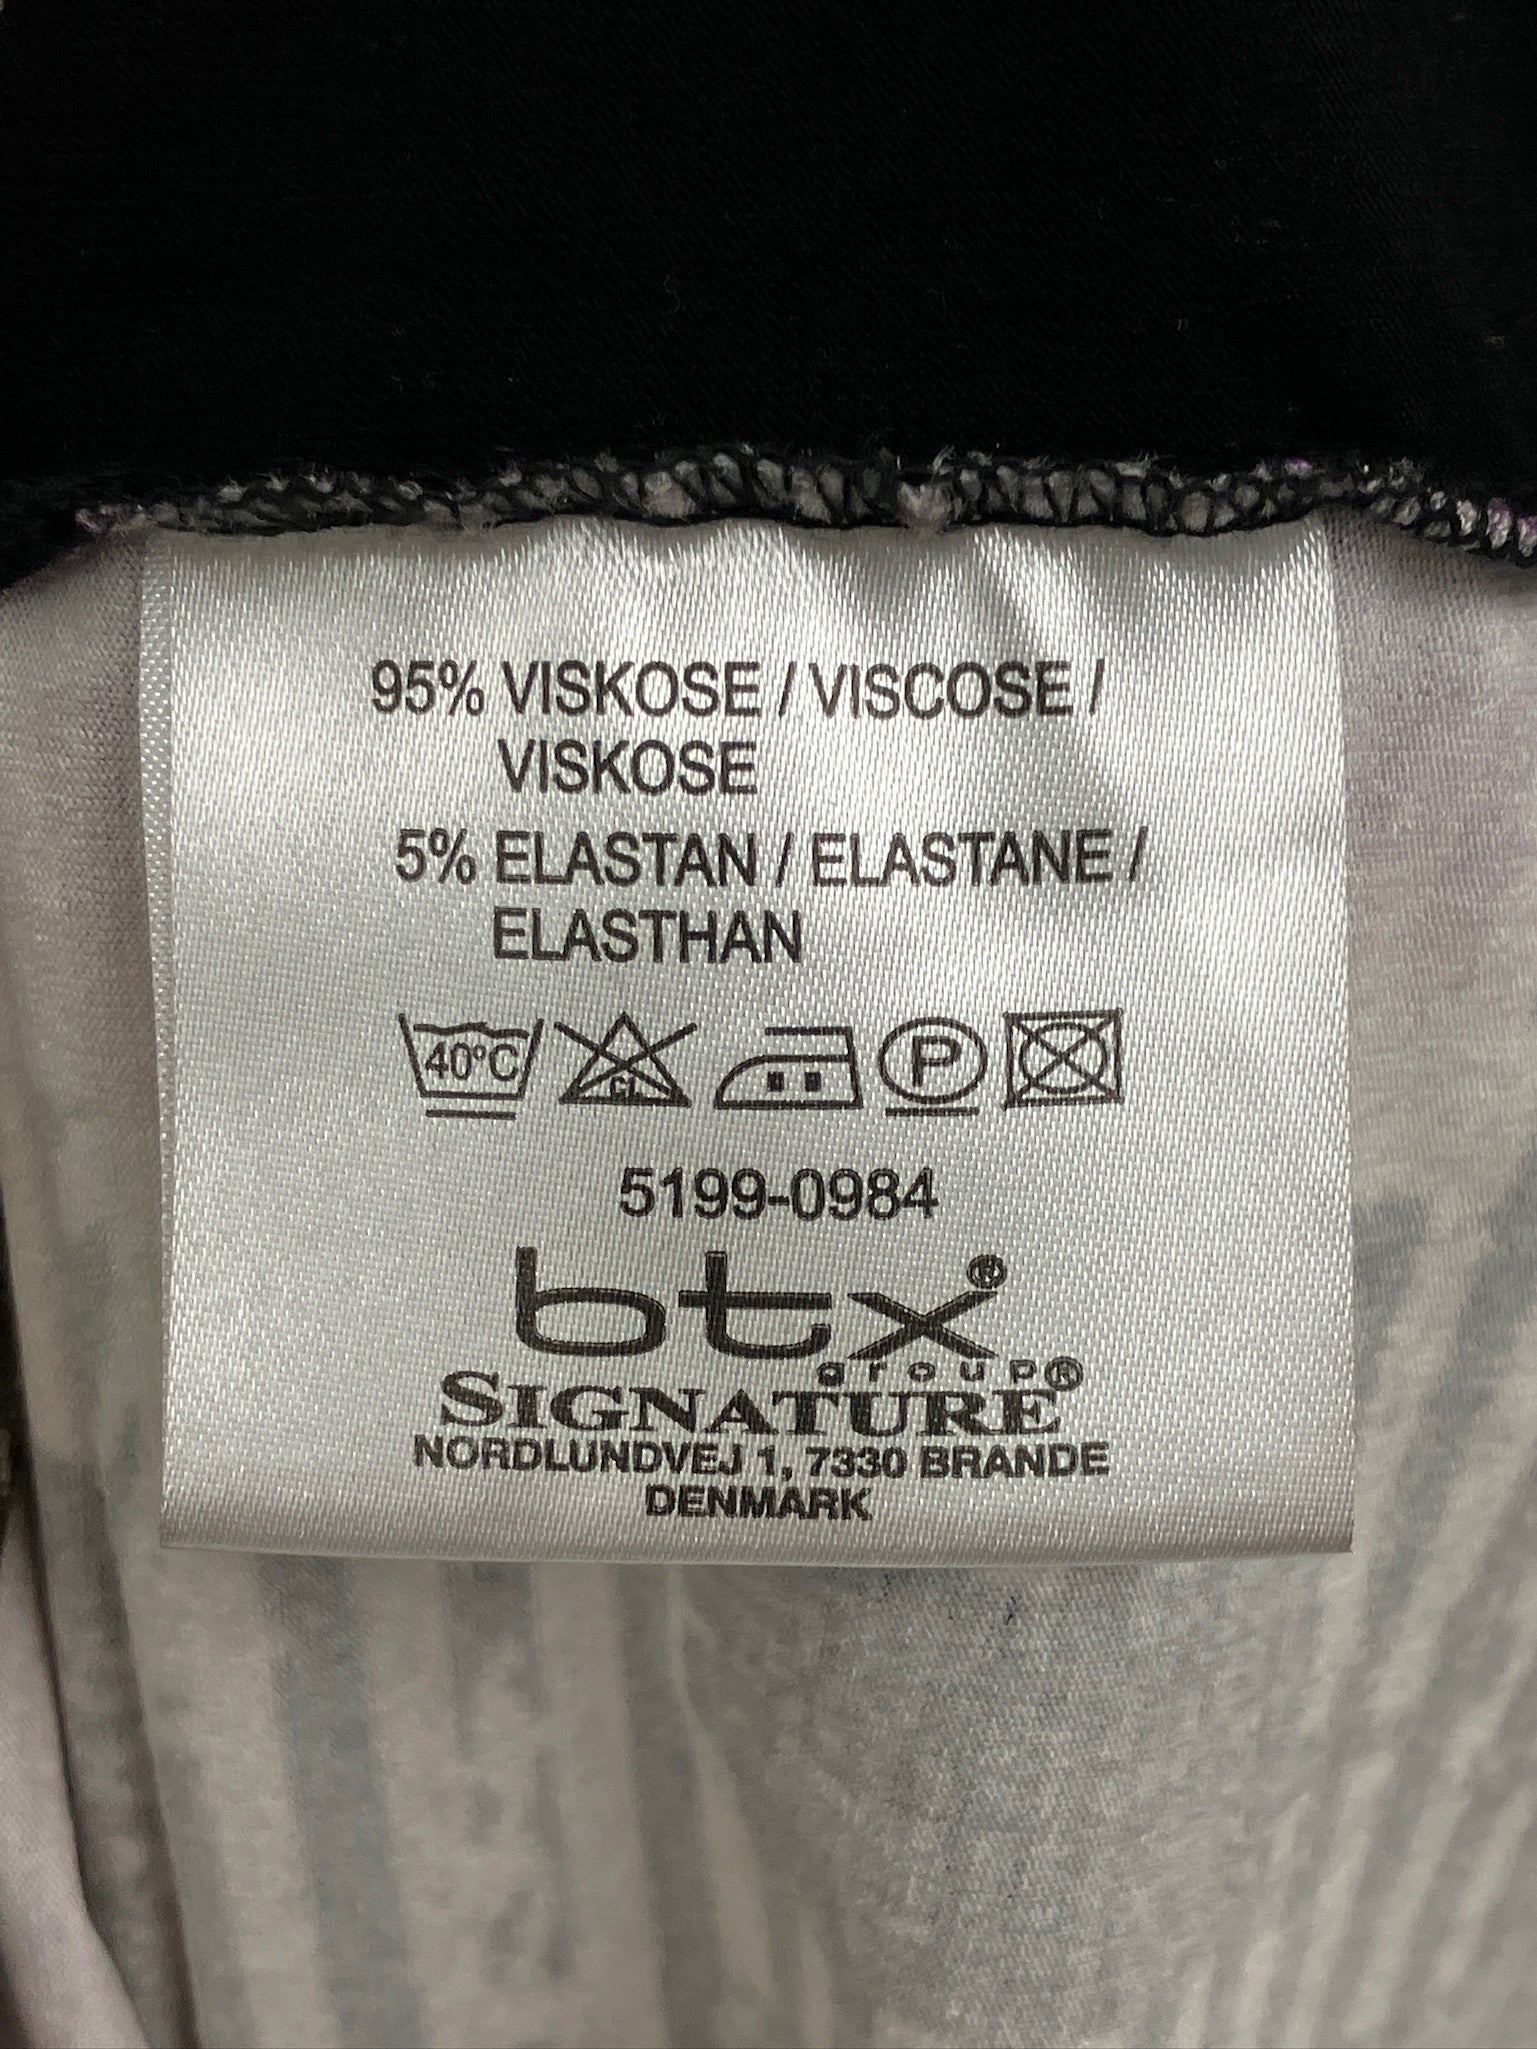 95% VISKOSE / VISCOSE /
VISKOSE
5% ELASTAN / ELASTANE /
ELASTHAN
40°C CL P
5199-0984
btx®
group®
SIGNATURE
NORDLUNDVEJ 1, 7330 BRANDE
DENMARK